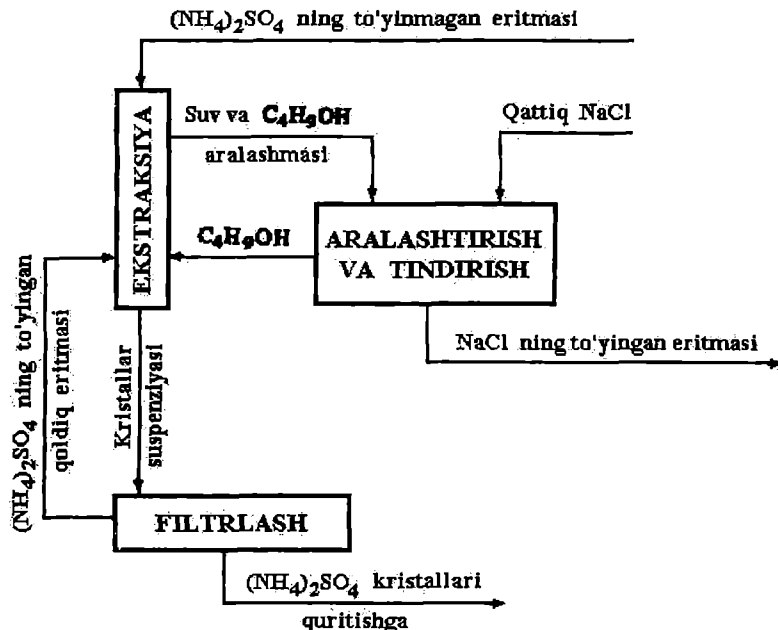 (NH₄)₂SO₄ ning to'yinmagan eritmasi
EKSTRAKSIYA
Suv va C₄H₉OH
aralashmasi
Qattiq NaCl
C₄H₉OH
ARALASHTIRISH
VA TINDIRISH
NaCl ning to'yingan eritmasi
(NH₄)₂SO₄ ning to'yingan
qoldiq eritmasi
Kristallar
suspenziyasi
FILTRLASH
(NH₄)₂SO₄ kristallari
quritishga